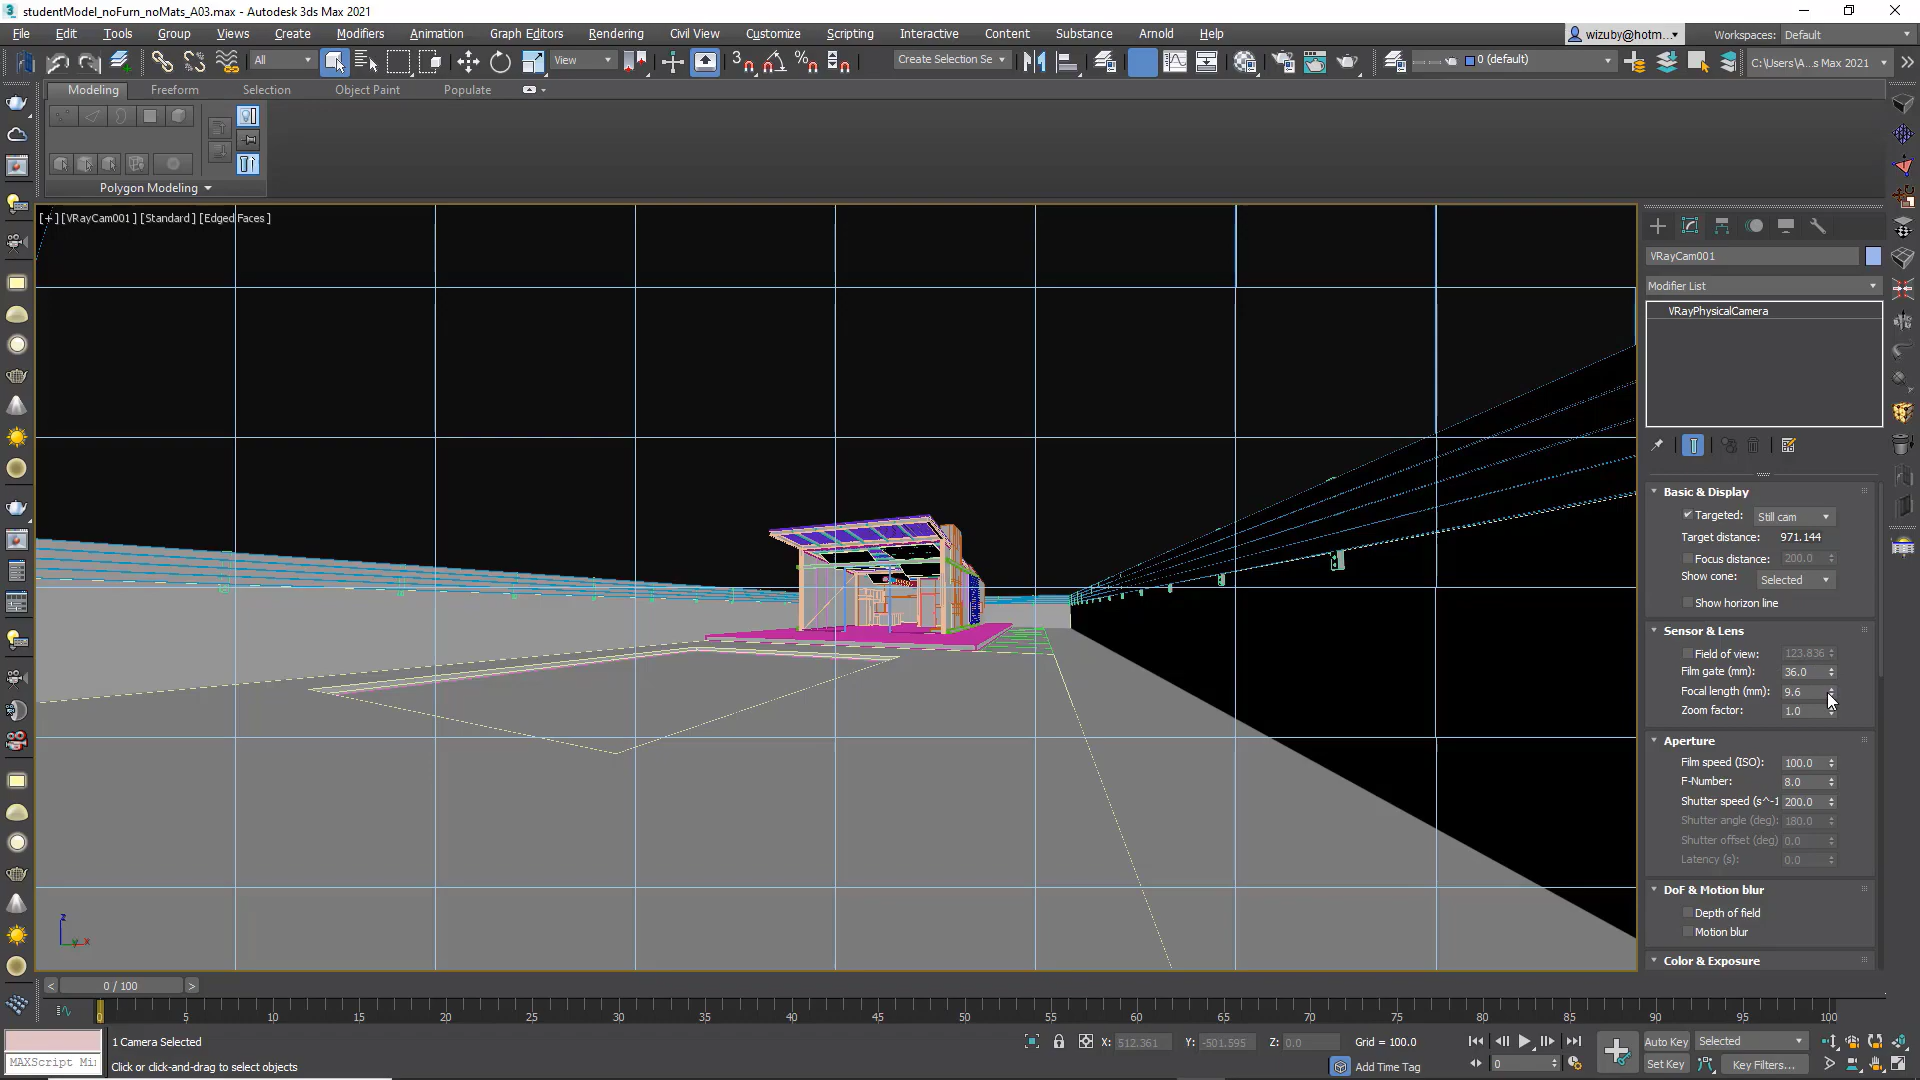 studentModel_noFurn_noMats_A03.max - Autodesk 3ds Max 2021
File Edit Tools Group Views Create Modifiers Animation Graph Editors Rendering Civil View Customize Scripting Interactive Content Substance Arnold Help wizuby@hotm... Workspaces: Default
All View 3 Create Selection Se 0 (default) C:\Users\A...s Max 2021
Modeling Freeform Selection Object Paint Populate
Polygon Modeling
[+] [VRayCam001 ] [Standard ] [Edged Faces ]
VRayCam001
Modifier List
VRayPhysicalCamera
Basic & Display
Targeted: Still cam
Target distance: 971.144
Focus distance: 200.0
Show cone: Selected
Show horizon line
Sensor & Lens
Field of view: 123.836
Film gate (mm): 36.0
Focal length (mm): 9.6
Zoom factor: 1.0
Aperture
Film speed (ISO): 100.0
F-Number: 8.0
Shutter speed (s^-1 200.0
Shutter angle (deg): 180.0
Shutter offset (deg) 0.0
Latency (s): 0.0
DoF & Motion blur
Depth of field
Motion blur
Color & Exposure
z
y x
< 0 / 100 >
0 5 10 15 20 25 30 35 40 45 50 55 60 65 70 75 80 85 90 95 100
1 Camera Selected X: 512.361 Y: -501.595 Z: 0.0 Grid = 100.0 Auto Key Selected
MAXScript Mi Click or click-and-drag to select objects Add Time Tag 0 Set Key Key Filters...